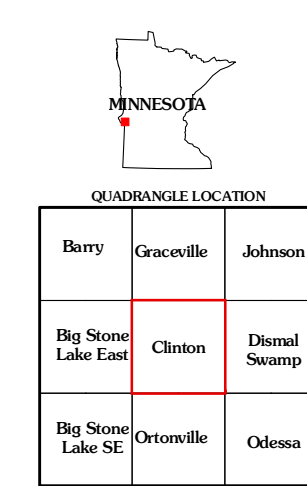 MINNESOTA
QUADRANGLE LOCATION
Barry
Graceville
Johnson
Big Stone
Lake East
Clinton
Dismal
Swamp
Big Stone
Lake SE
Ortonville
Odessa